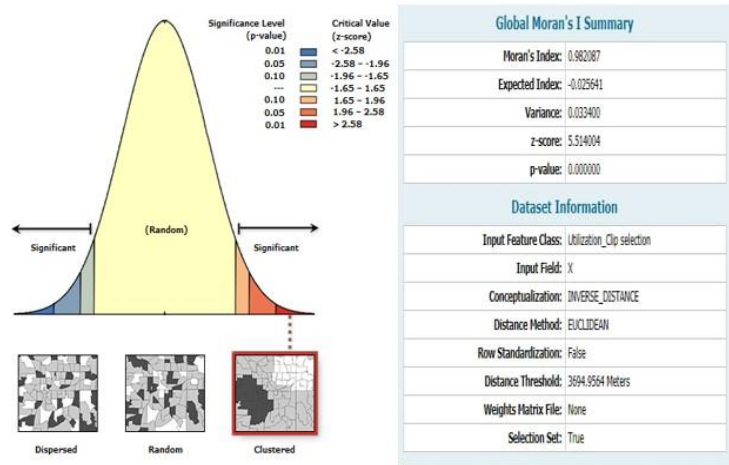 Significance Level
(p-value)
Critical Value
(z-score)
0.01 < -2.58
0.05 -2.58 - -1.96
0.10 -1.96 - -1.65
--- -1.65 - 1.65
0.10 1.65 - 1.96
0.05 1.96 - 2.58
0.01 > 2.58
(Random)
Significant
Significant
Dispersed
Random
Clustered
Global Moran's I Summary
Moran's Index: 0.982087
Expected Index: -0.025641
Variance: 0.033400
z-score: 5.514004
p-value: 0.000000
Dataset Information
Input Feature Class: Utilization_Clip selection
Input Field: X
Conceptualization: INVERSE_DISTANCE
Distance Method: EUCLIDEAN
Row Standardization: False
Distance Threshold: 3694.9564 Meters
Weights Matrix File: None
Selection Set: True